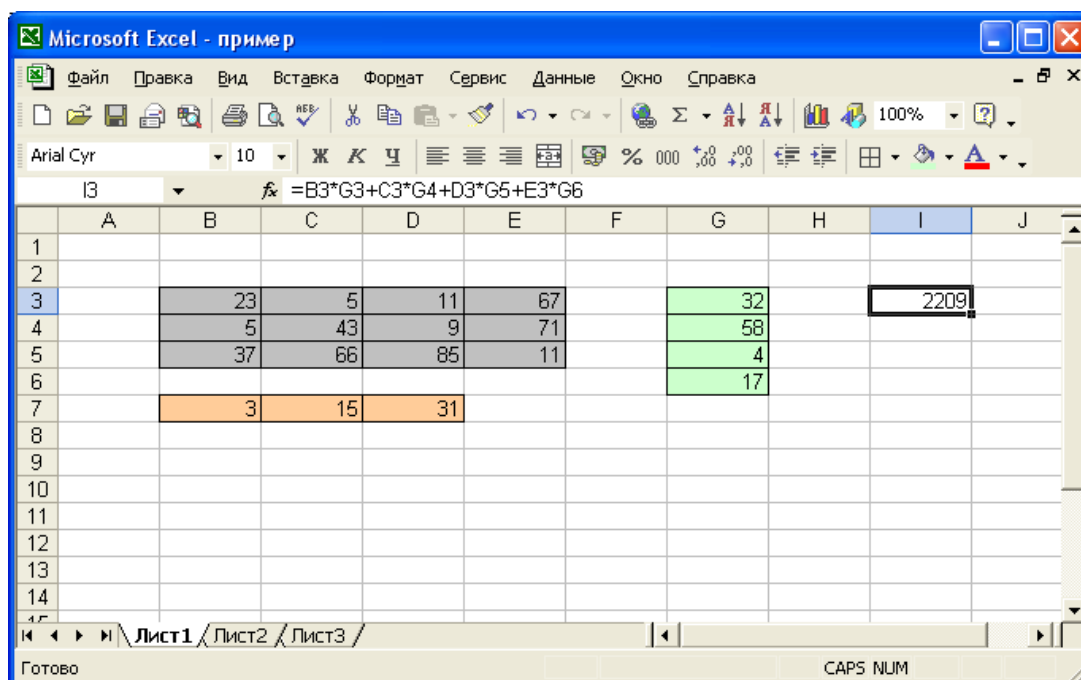 Microsoft Excel - пример
Файл Правка Вид Вставка Формат Сервис Данные Окно Справка
100%
Arial Cyr 10 Ж К Ч % 000
I3 fx =B3*G3+C3*G4+D3*G5+E3*G6
A B C D E F G H I J
1
2
3 23 5 11 67 32 2209
4 5 43 9 71 58
5 37 66 85 11 4
6 17
7 3 15 31
8
9
10
11
12
13
14
Лист1 Лист2 Лист3
Готово CAPS NUM